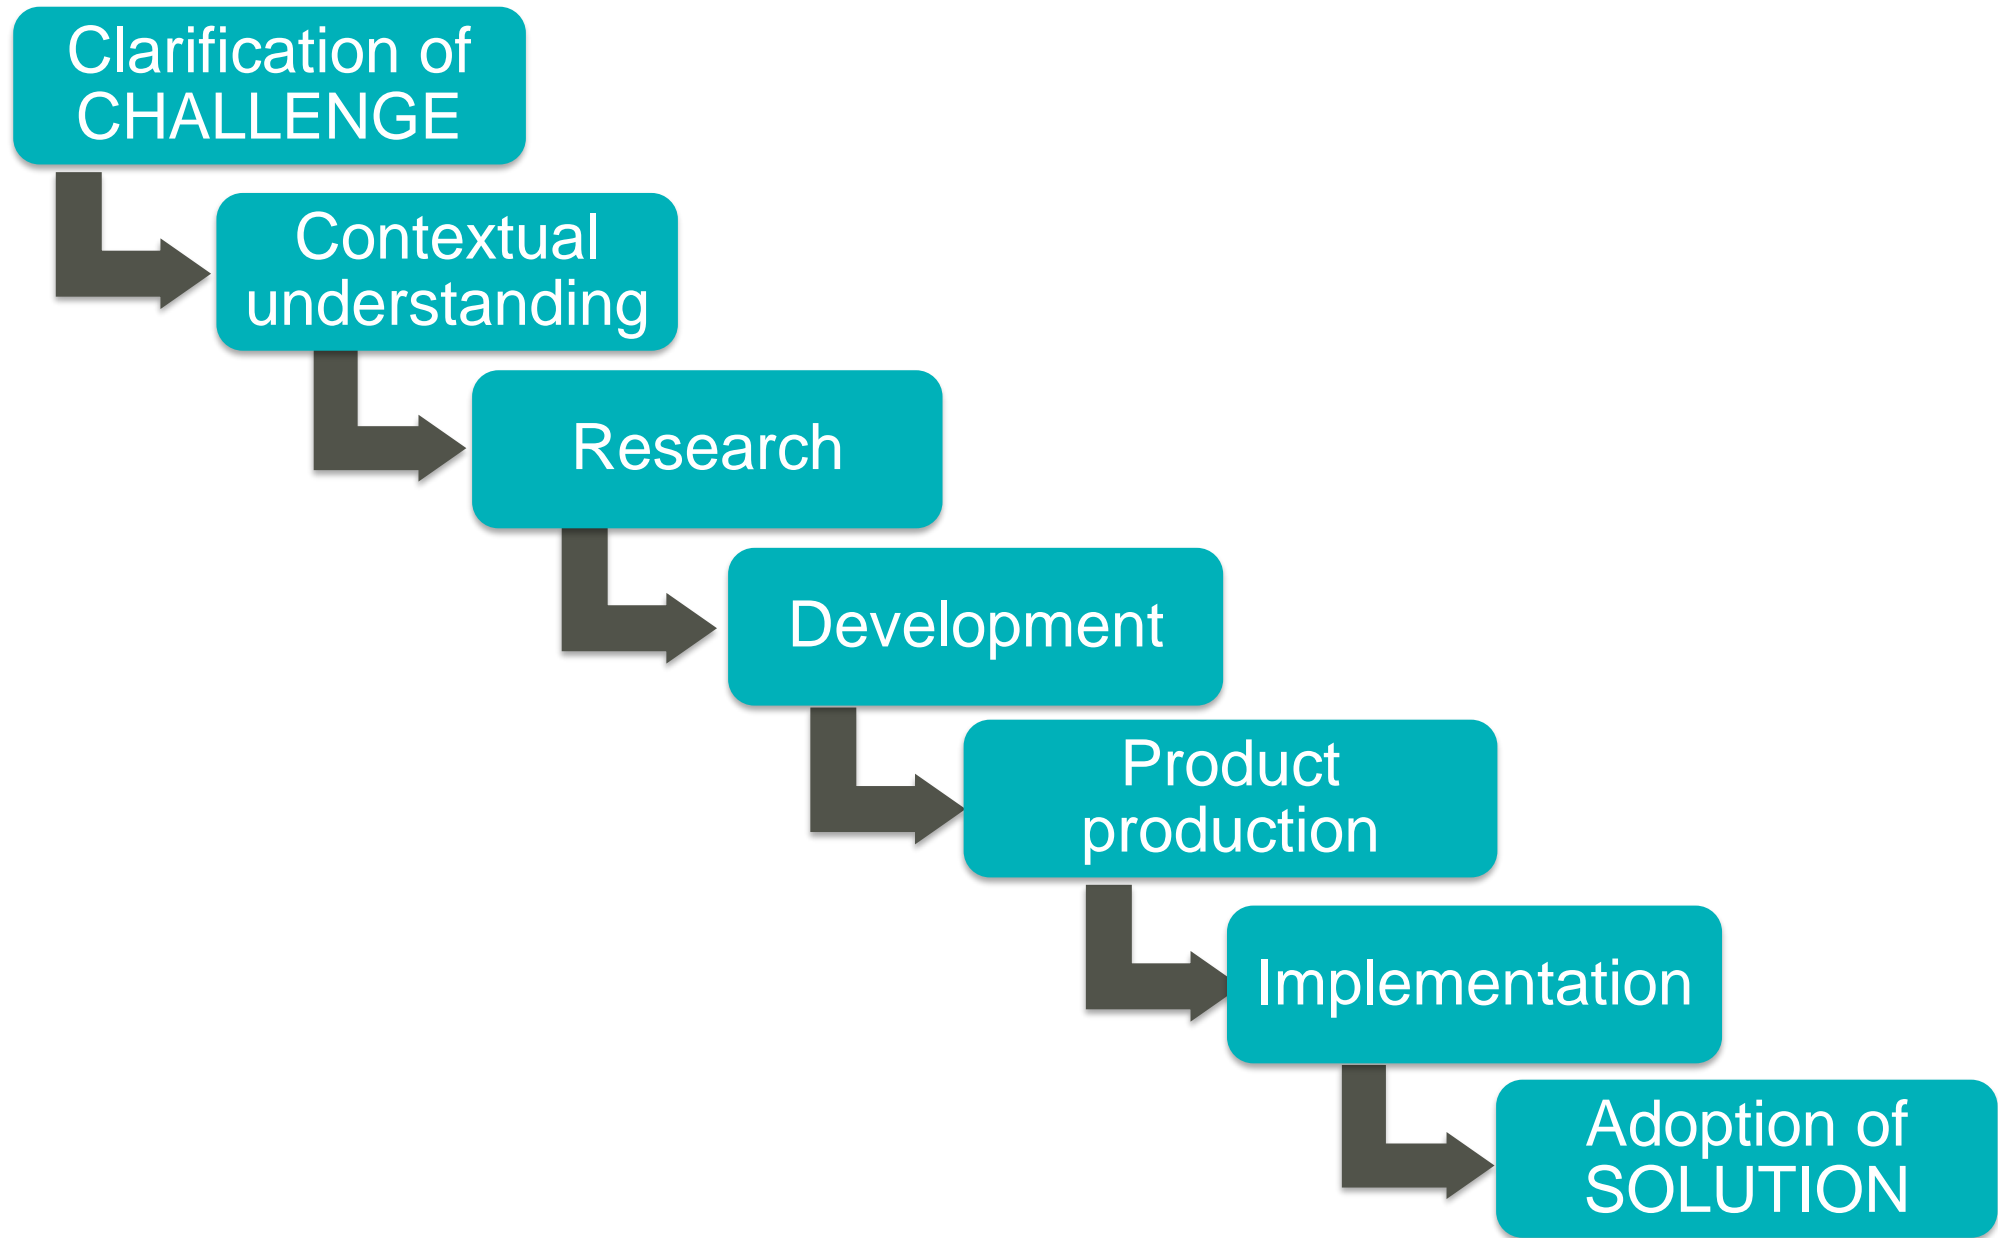 Clarification of
CHALLENGE
Contextual
understanding
Research
Development
Product
production
Implementation
Adoption of
SOLUTION